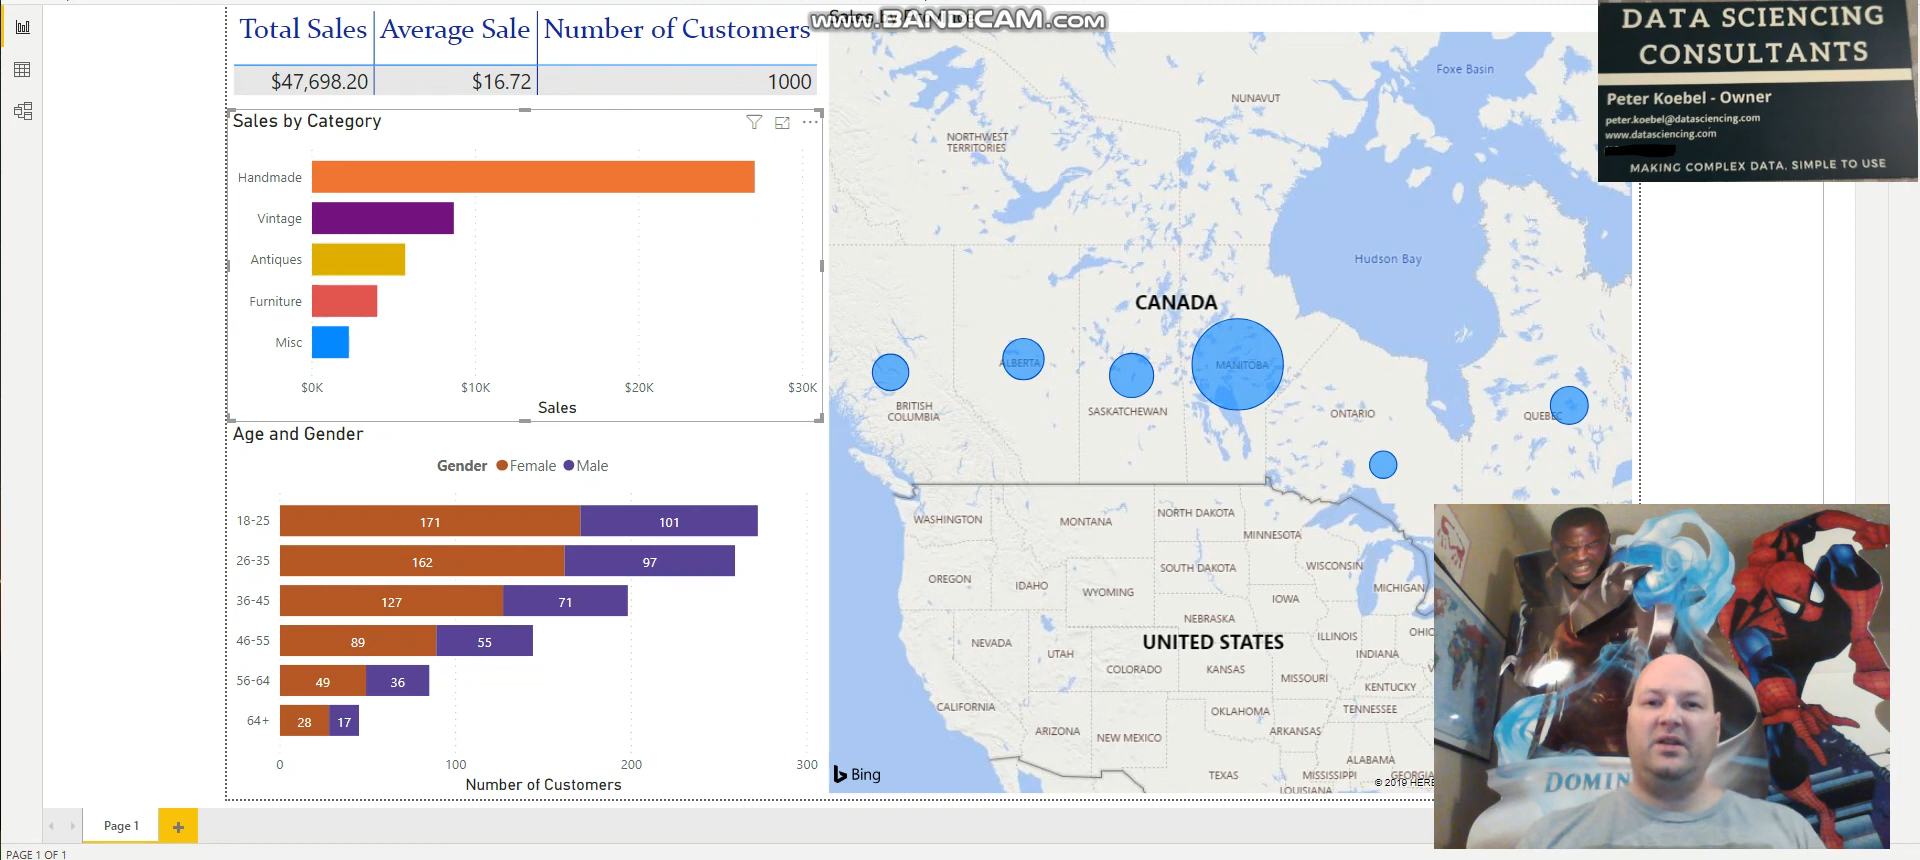 www.BANDICAM.com
Total Sales Average Sale Number of Customers
$47,698.20 $16.72 1000
Sales by Category
Handmade
Vintage
Antiques
Furniture
Misc
$0K $10K $20K $30K
Sales
Age and Gender
Gender Female Male
18-25 171 101
26-35 162 97
36-45 127 71
46-55 89 55
56-64 49 36
64+ 28 17
0 100 200 300
Number of Customers
Foxe Basin
NUNAVUT
NORTHWEST
TERRITORIES
Hudson Bay
CANADA
ALBERTA
MANITOBA
BRITISH
COLUMBIA
SASKATCHEWAN
ONTARIO
QUEBEC
WASHINGTON
MONTANA
NORTH DAKOTA
MINNESOTA
OREGON
IDAHO
WYOMING
SOUTH DAKOTA
WISCONSIN
MICHIGAN
IOWA
NEBRASKA
NEVADA
UTAH
UNITED STATES
ILLINOIS
OHIO
INDIANA
COLORADO
KANSAS
MISSOURI
KENTUCKY
CALIFORNIA
OKLAHOMA
TENNESSEE
ARIZONA
NEW MEXICO
ARKANSAS
ALABAMA
TEXAS
MISSISSIPPI
GEORGIA
LOUISIANA
Bing
© 2019 HERE
DATA SCIENCING
CONSULTANTS
Peter Koebel - Owner
peter.koebel@datasciencing.com
www.datasciencing.com
MAKING COMPLEX DATA. SIMPLE TO USE
DOMIN
Page 1
PAGE 1 OF 1